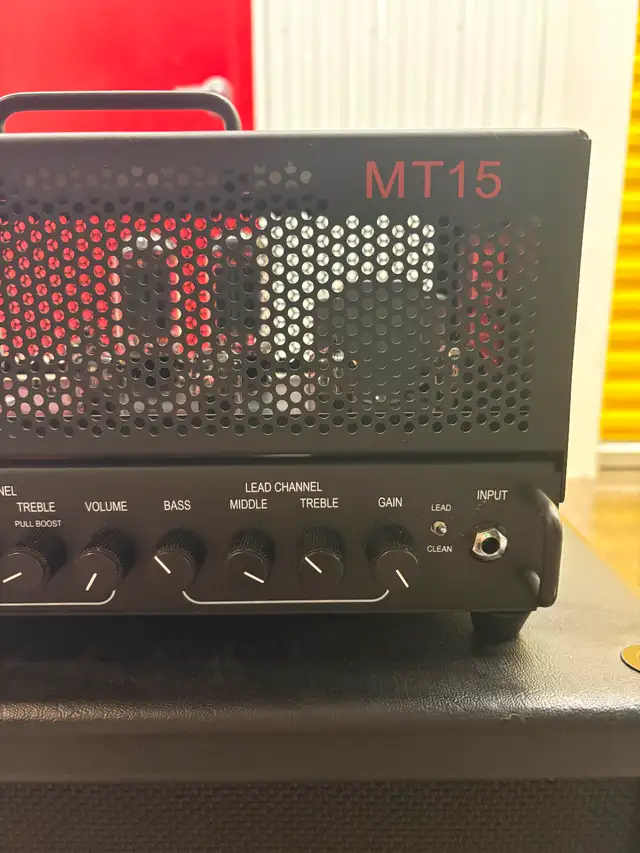 MT15
NEL
TREBLE
PULL BOOST
VOLUME
BASS
LEAD CHANNEL
MIDDLE
TREBLE
GAIN
LEAD
CLEAN
INPUT